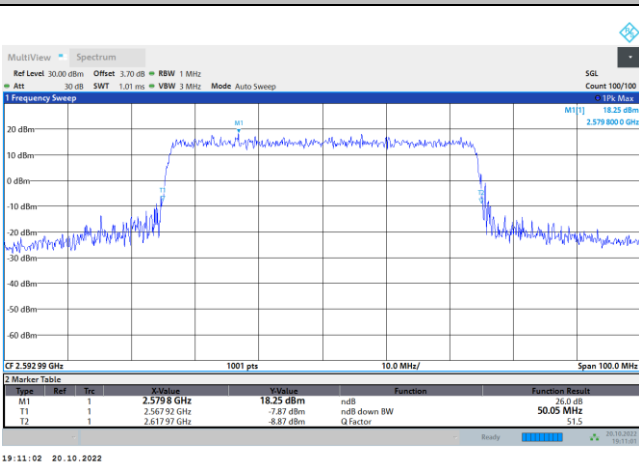 MultiView Spectrum
Ref Level 30.00 dBm Offset 3.70 dB RBW 1 MHz SGL
Att 30 dB SWT 1.01 ms VBW 3 MHz Mode Auto Sweep Count 100/100
1 Frequency Sweep 1Pk Max
M1[1] 18.25 dBm
2.579 800 0 GHz
M1
20 dBm
10 dBm
0 dBm
T1
T2
-10 dBm
-20 dBm
-30 dBm
-40 dBm
-50 dBm
-60 dBm
CF 2.592 99 GHz 1001 pts 10.0 MHz/ Span 100.0 MHz
2 Marker Table
Type Ref Trc X-Value Y-Value Function Function Result
M1 1 2.579 8 GHz 18.25 dBm ndB 26.0 dB
T1 1 2.567 92 GHz -7.87 dBm ndB down BW 50.05 MHz
T2 1 2.617 97 GHz -8.87 dBm Q Factor 51.5
Ready 20.10.2022
19:11:01
19:11:02 20.10.2022